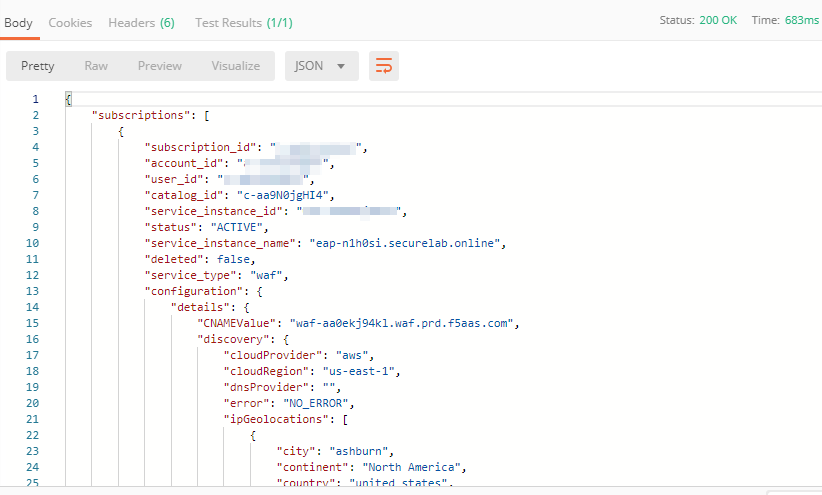 Body Cookies Headers (6) Test Results (1/1) Status: 200 OK Time: 683ms
Pretty Raw Preview Visualize JSON
1 {
2 "subscriptions": [
3 {
4 "subscription_id": " ",
5 "account_id": " ",
6 "user_id": " ",
7 "catalog_id": "c-aa9N0jgHI4",
8 "service_instance_id": " ",
9 "status": "ACTIVE",
10 "service_instance_name": "eap-n1h0si.securelab.online",
11 "deleted": false,
12 "service_type": "waf",
13 "configuration": {
14 "details": {
15 "CNAMEValue": "waf-aa0ekj94kl.waf.prd.f5aas.com",
16 "discovery": {
17 "cloudProvider": "aws",
18 "cloudRegion": "us-east-1",
19 "dnsProvider": "",
20 "error": "NO_ERROR",
21 "ipGeolocations": [
22 {
23 "city": "ashburn",
24 "continent": "North America",
25 "country": "united states",